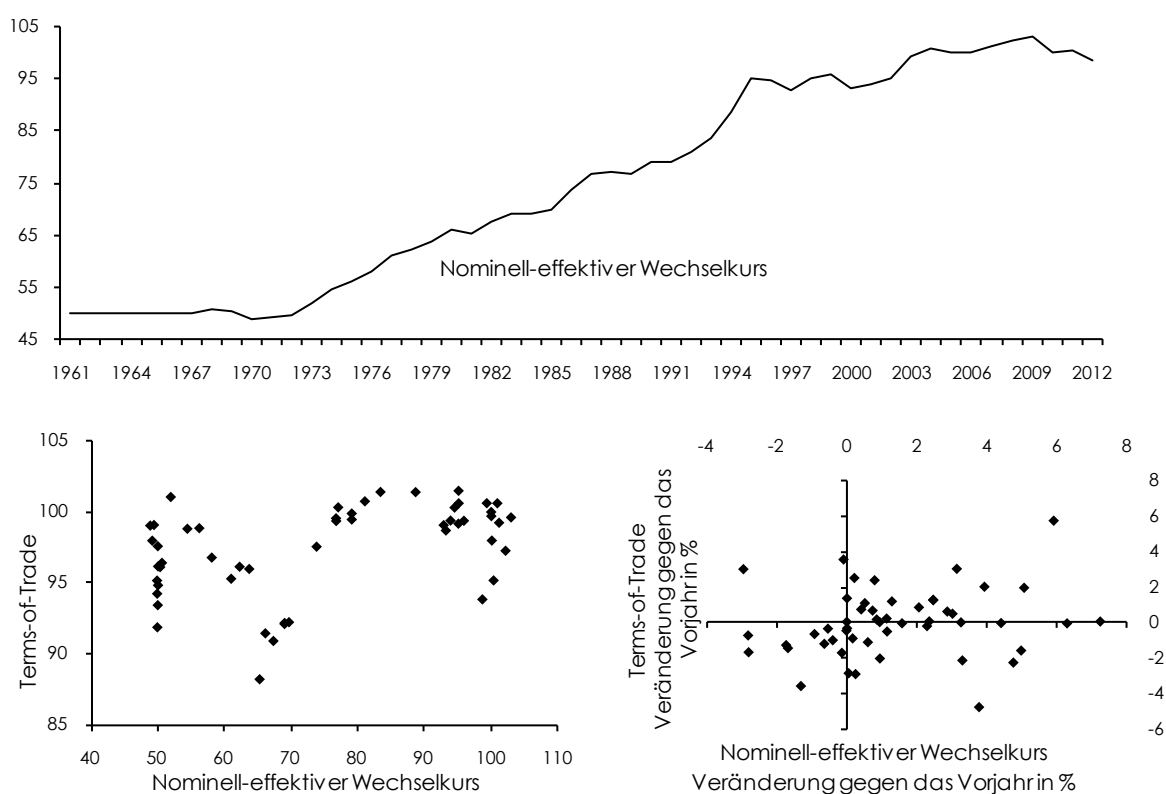 105
95
85
75
65
55
45
Nominell-effektiver Wechselkurs
1961 1964 1967 1970 1973 1976 1979 1982 1985 1988 1991 1994 1997 2000 2003 2006 2009 2012
105
100
95
90
85
Terms-of-Trade
40 50 60 70 80 90 100 110
Nominell-effektiver Wechselkurs
-4 -2 0 2 4 6 8
8
6
4
2
0
-2
-4
-6
Terms-of-Trade
Veränderung gegen das
Vorjahr in %
Nominell-effektiver Wechselkurs
Veränderung gegen das Vorjahr in %